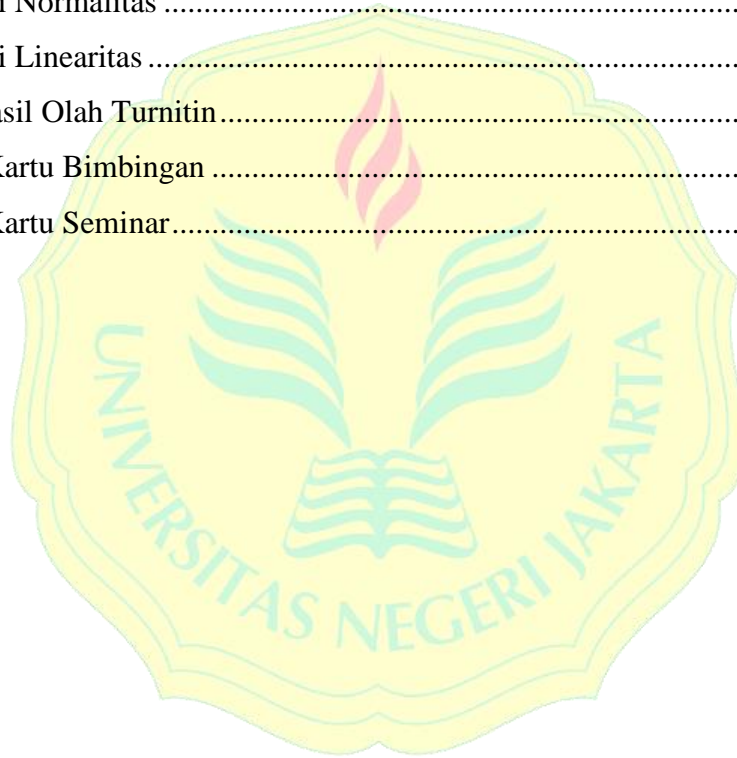 i Normalitas ........................................................................
i Linearitas ..........................................................................
asil Olah Turnitin.................................................................
Kartu Bimbingan ..................................................................
Kartu Seminar.......................................................................
UNIVERSITAS NEGERI JAKARTA